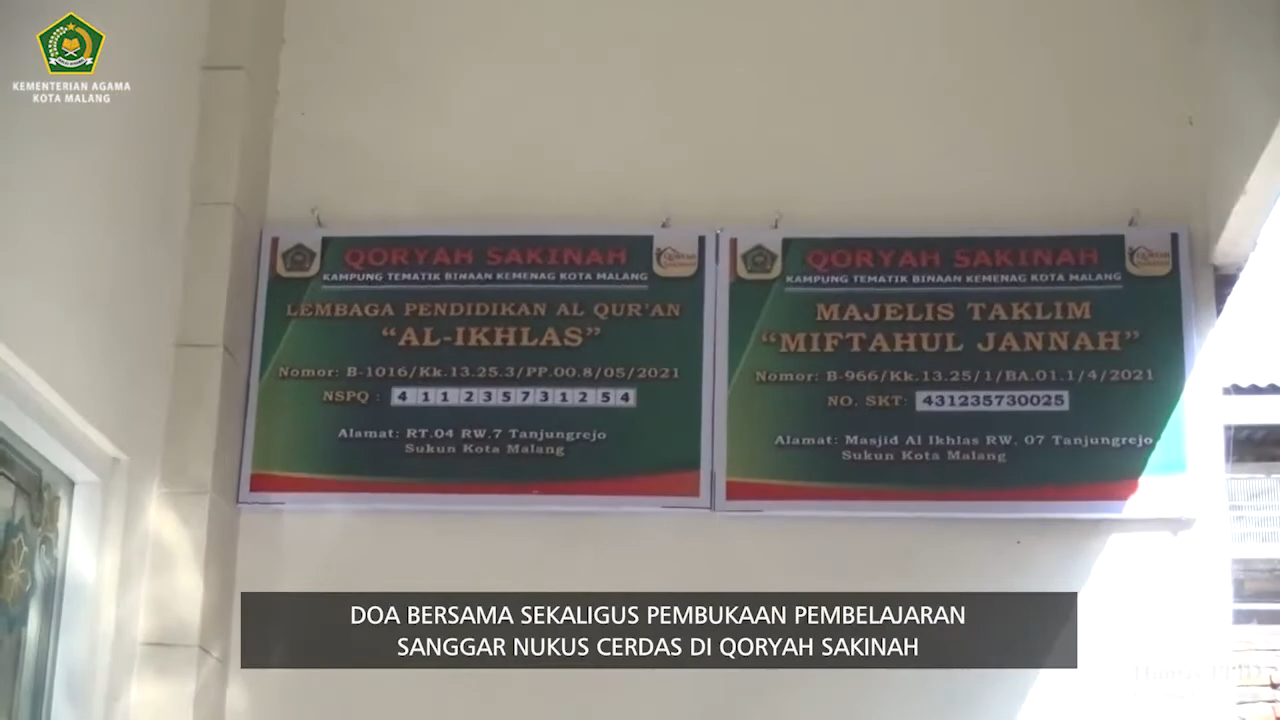 KEMENTERIAN AGAMA
KOTA MALANG
QORYAH SAKINAH
KAMPUNG TEMATIK BINAAN KEMENAG KOTA MALANG
LEMBAGA PENDIDIKAN AL QUR'AN
"AL-IKHLAS"
Nomor: B-1016/Kk.13.25.3/PP.00.8/05/2021
NSPQ : 411235731254
Alamat: RT.04 RW.7 Tanjungrejo
Sukun Kota Malang
QORYAH SAKINAH
KAMPUNG TEMATIK BINAAN KEMENAG KOTA MALANG
MAJELIS TAKLIM
"MIFTAHUL JANNAH"
Nomor: B-966/Kk.13.25/1/BA.01.1/4/2021
NO. SKT: 431235730025
Alamat: Masjid Al Ikhlas RW. 07 Tanjungrejo
Sukun Kota Malang
DOA BERSAMA SEKALIGUS PEMBUKAAN PEMBELAJARAN
SANGGAR NUKUS CERDAS DI QORYAH SAKINAH